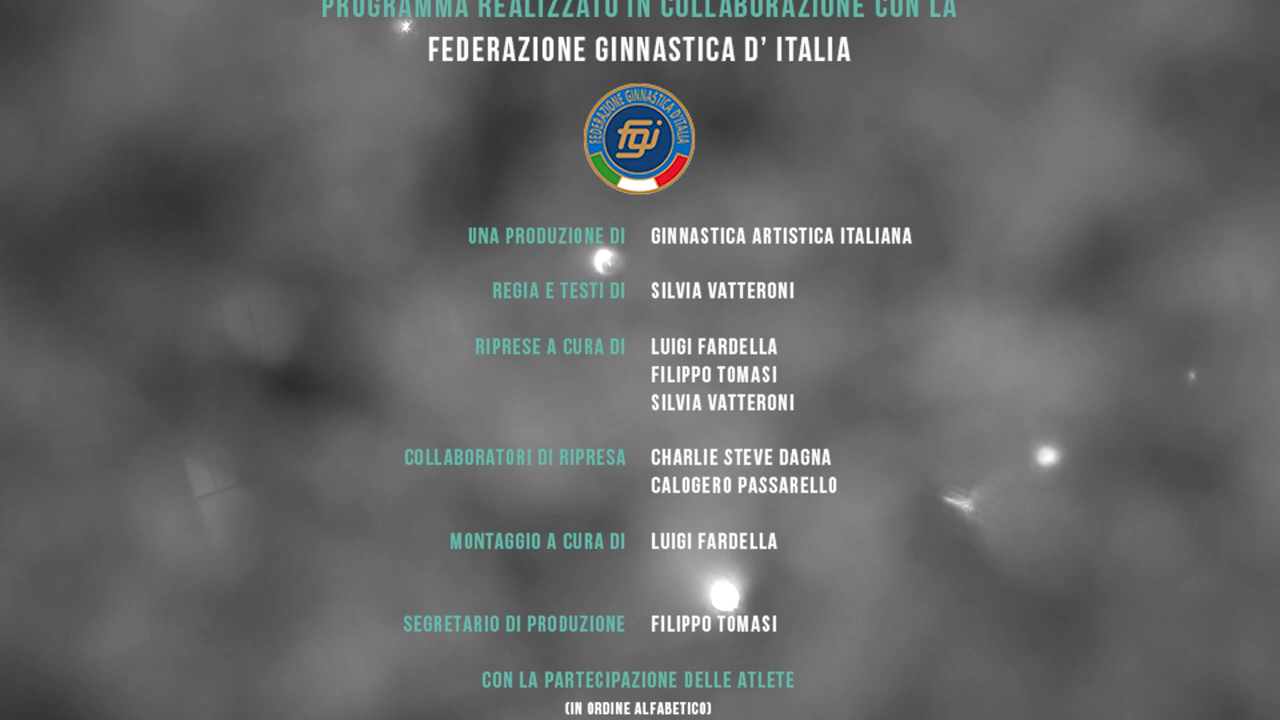 PROGRAMMA REALIZZATO IN COLLABORAZIONE CON LA
FEDERAZIONE GINNASTICA D' ITALIA
FEDERAZIONE GINNASTICA D'ITALIA
fgi
UNA PRODUZIONE DI GINNASTICA ARTISTICA ITALIANA
REGIA E TESTI DI SILVIA VATTERONI
RIPRESE A CURA DI LUIGI FARDELLA
FILIPPO TOMASI
SILVIA VATTERONI
COLLABORATORI DI RIPRESA CHARLIE STEVE DAGNA
CALOGERO PASSARELLO
MONTAGGIO A CURA DI LUIGI FARDELLA
SEGRETARIO DI PRODUZIONE FILIPPO TOMASI
CON LA PARTECIPAZIONE DELLE ATLETE
(IN ORDINE ALFABETICO)